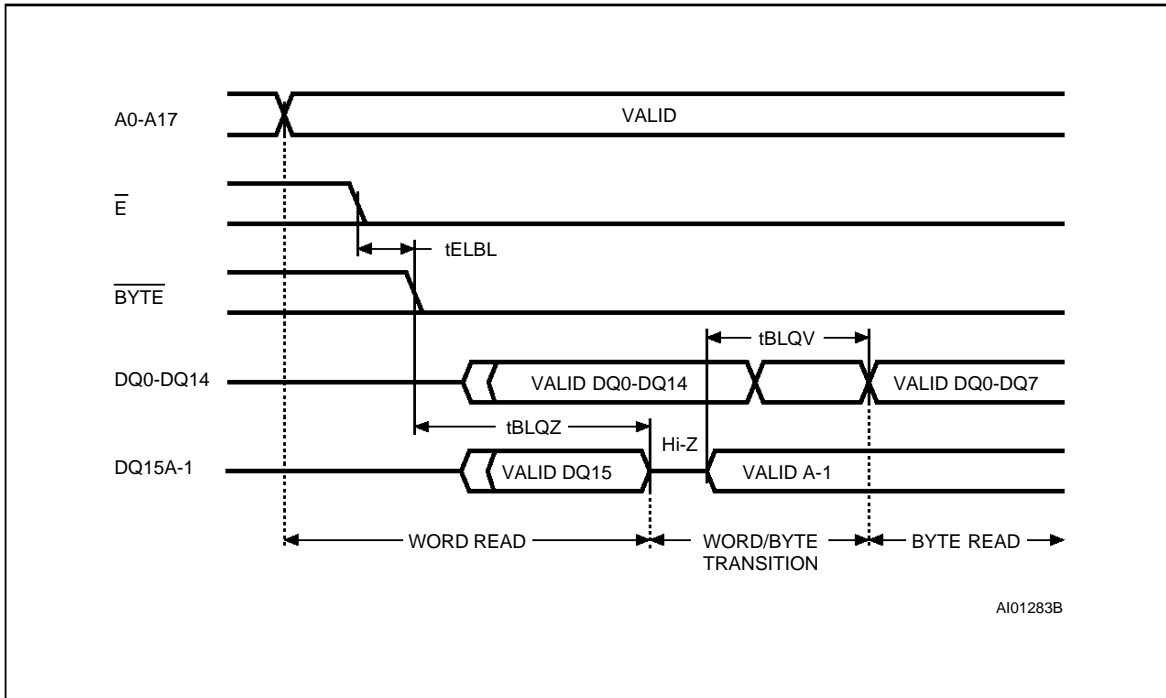 A0-A17
VALID
E
tELBL
BYTE
tBLQV
DQ0-DQ14
VALID DQ0-DQ14
VALID DQ0-DQ7
tBLQZ
Hi-Z
DQ15A-1
VALID DQ15
VALID A-1
WORD READ
WORD/BYTE
TRANSITION
BYTE READ
AI01283B